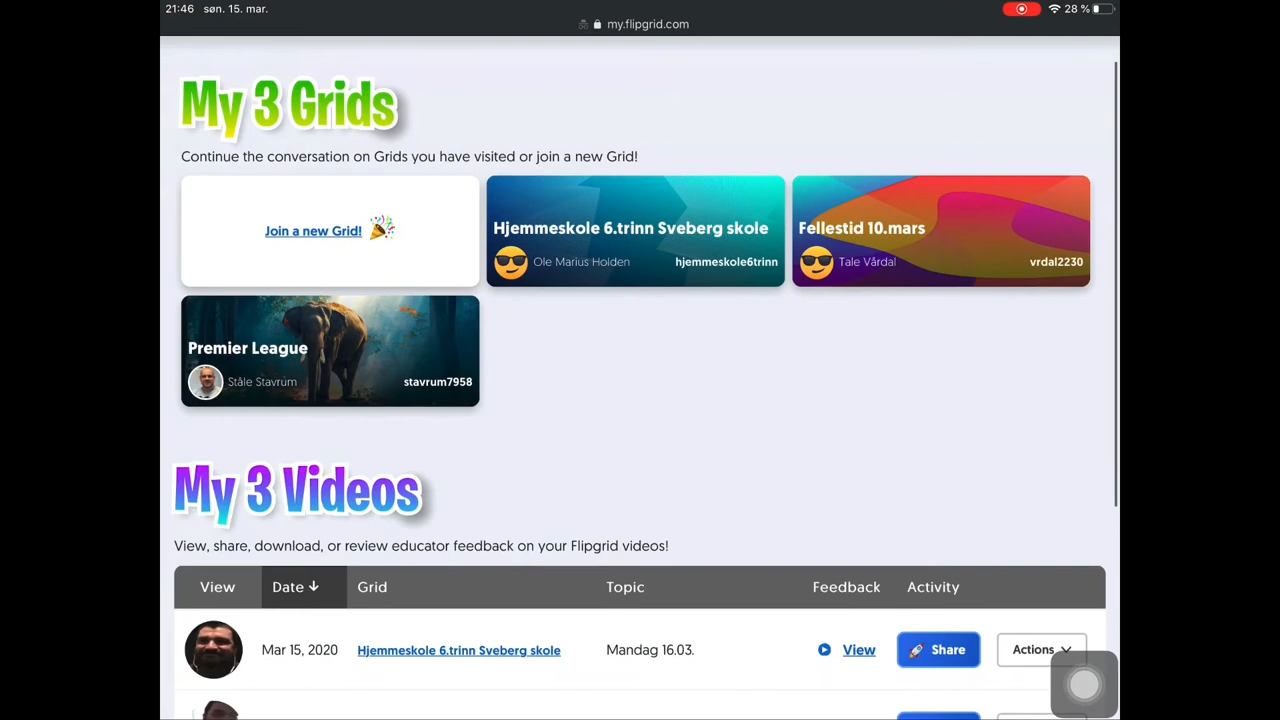 21:46 søn. 15. mar.
28 %
my.flipgrid.com
My 3 Grids
Continue the conversation on Grids you have visited or join a new Grid!
Join a new Grid!
Hjemmeskole 6.trinn Sveberg skole
Ole Marius Holden hjemmeskole6trinn
Fellestid 10.mars
Tale Vårdal vrdal2230
Premier League
Ståle Stavrum stavrum7958
My 3 Videos
View, share, download, or review educator feedback on your Flipgrid videos!
View Date Grid Topic Feedback Activity
Mar 15, 2020 Hjemmeskole 6.trinn Sveberg skole Mandag 16.03. View Share Actions